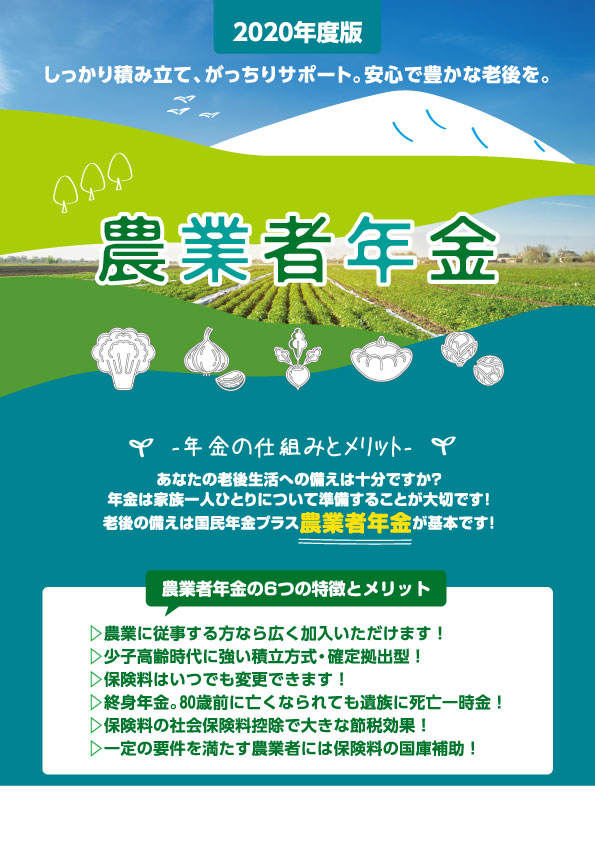 2020年度版
しっかり積み立て、がっちりサポート。安心で豊かな老後を。
農業者年金
-年金の仕組みとメリット-
あなたの老後生活への備えは十分ですか?
年金は家族一人ひとりについて準備することが大切です!
老後の備えは国民年金プラス農業者年金が基本です!
農業者年金の6つの特徴とメリット
▷農業に従事する方なら広く加入いただけます！
▷少子高齢時代に強い積立方式・確定拠出型！
▷保険料はいつでも変更できます！
▷終身年金。80歳前に亡くなられても遺族に死亡一時金！
▷保険料の社会保険料控除で大きな節税効果！
▷一定の要件を満たす農業者には保険料の国庫補助！